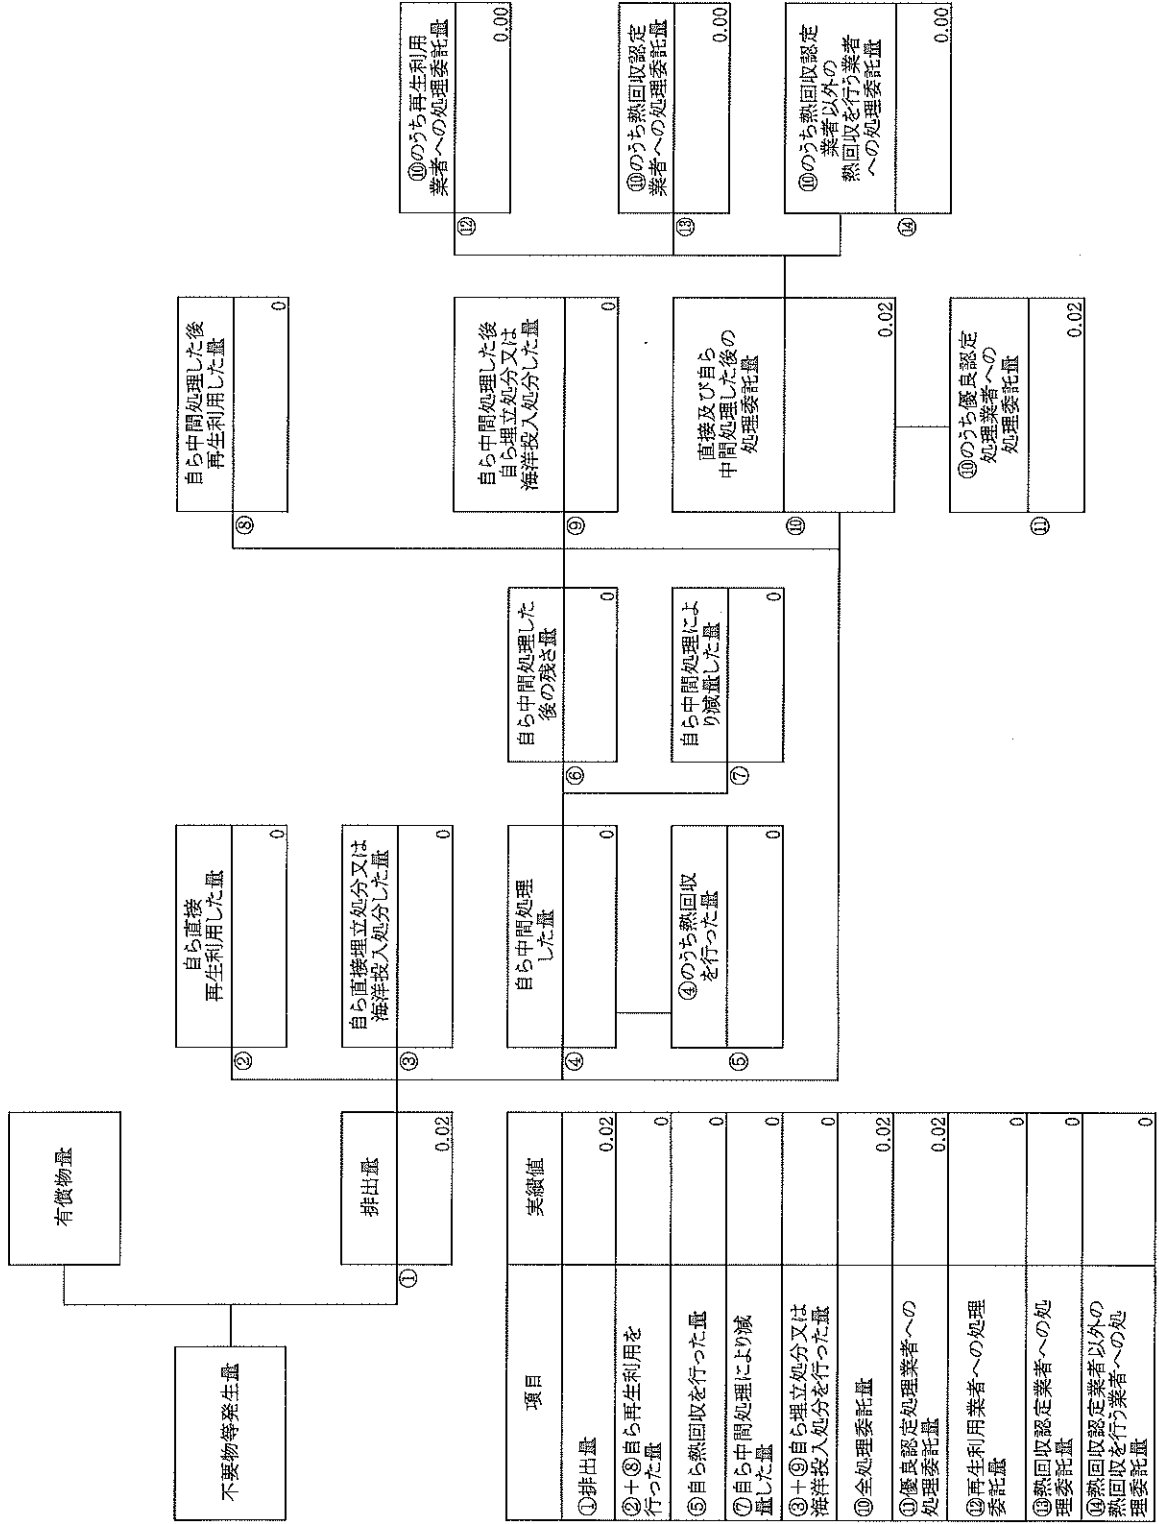 不要物等発生量
有償物量
①
排出量
0.02
②
自ら直接
再生利用した量
0
③
自ら直接埋立処分又は
海洋投入処分した量
0
④
自ら中間処理
した量
0
⑤
④のうち熱回収
を行った量
0
⑥
自ら中間処理した
後の残さ量
0
⑦
自ら中間処理によ
り減量した量
0
⑧
自ら中間処理した後
再生利用した量
0
⑨
自ら中間処理した後
自ら埋立処分又は
海洋投入処分した量
0
⑩
直接及び自ら
中間処理した後の
処理委託量
0.02
⑪
⑩のうち優良認定
処理業者への
処理委託量
0.02
⑫
⑩のうち再生利用
業者への処理委託量
0.00
⑬
⑩のうち熱回収認定
業者への処理委託量
0.00
⑭
⑩のうち熱回収認定
業者以外の
熱回収を行う業者
への処理委託量
0.00
項目 実績値
①排出量 0.02
②+⑧自ら再生利用を
行った量 0
⑤自ら熱回収を行った量 0
⑦自ら中間処理により減
量した量 0
③+⑨自ら埋立処分又は
海洋投入処分を行った量 0
⑩全処理委託量 0.02
⑪優良認定処理業者への
処理委託量 0.02
⑫再生利用業者への処理
委託量 0
⑬熱回収認定業者への処
理委託量 0
⑭熱回収認定業者以外の
熱回収を行う業者への処
理委託量 0